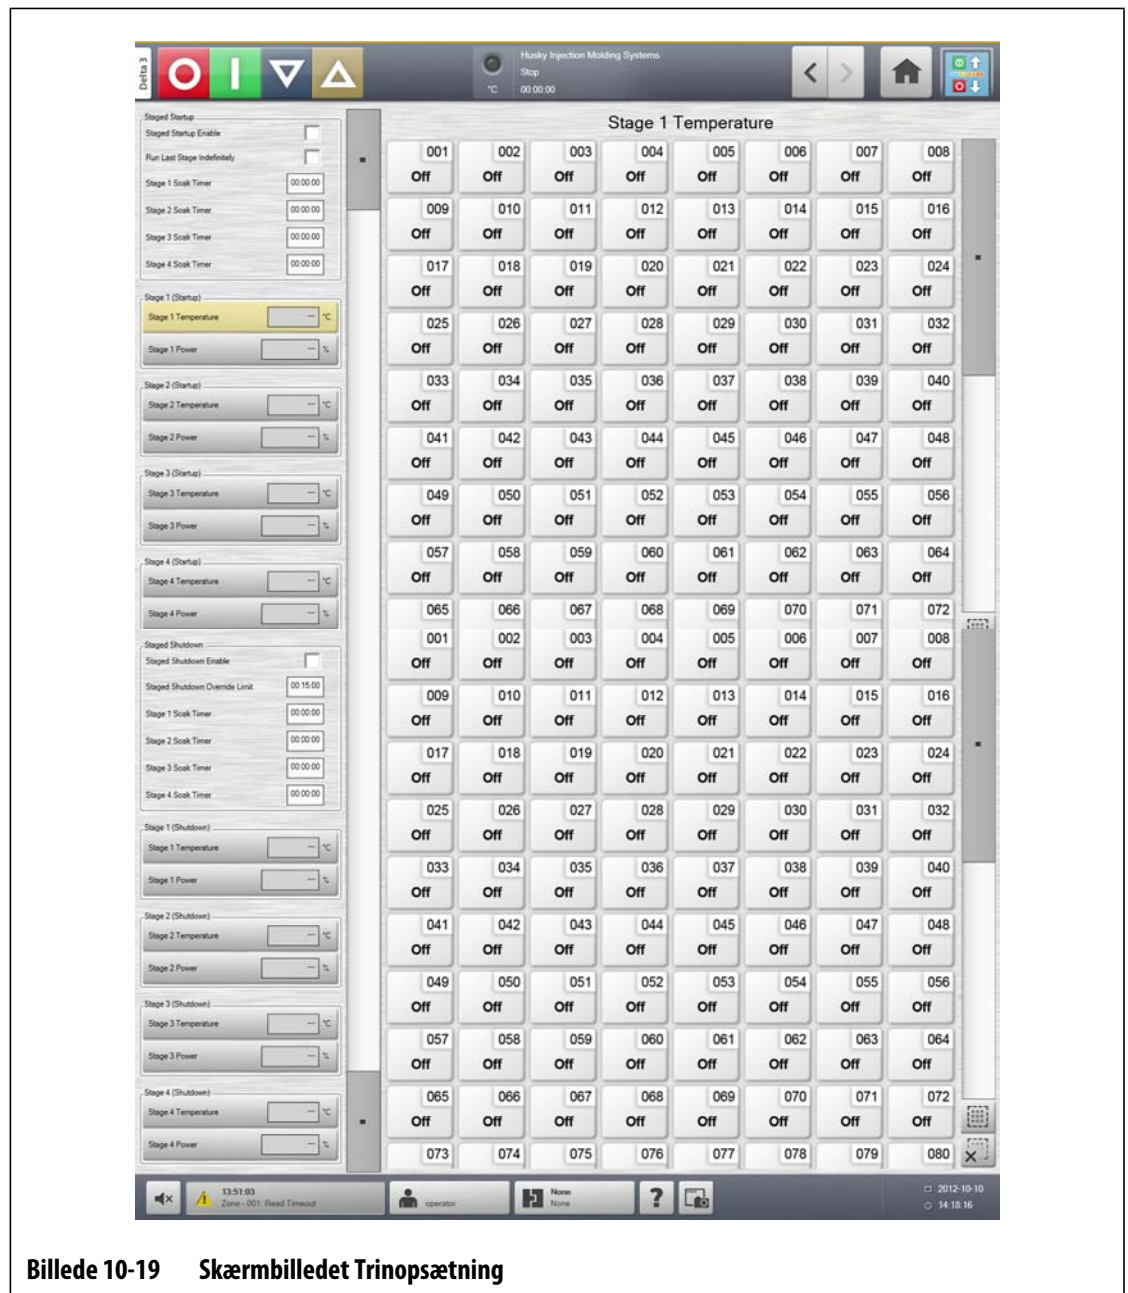 Delta 3
Husky Injection Molding Systems
Stop
°C 00:00:00
Staged Startup
Staged Startup Enable
Run Last Stage Indefinitely
Stage 1 Soak Timer 00:00:00
Stage 2 Soak Timer 00:00:00
Stage 3 Soak Timer 00:00:00
Stage 4 Soak Timer 00:00:00
Stage 1 (Startup)
Stage 1 Temperature --- °C
Stage 1 Power --- %
Stage 2 (Startup)
Stage 2 Temperature --- °C
Stage 2 Power --- %
Stage 3 (Startup)
Stage 3 Temperature --- °C
Stage 3 Power --- %
Stage 4 (Startup)
Stage 4 Temperature --- °C
Stage 4 Power --- %
Staged Shutdown
Staged Shutdown Enable
Staged Shutdown Override Limit 00:15:00
Stage 1 Soak Timer 00:00:00
Stage 2 Soak Timer 00:00:00
Stage 3 Soak Timer 00:00:00
Stage 4 Soak Timer 00:00:00
Stage 1 (Shutdown)
Stage 1 Temperature --- °C
Stage 1 Power --- %
Stage 2 (Shutdown)
Stage 2 Temperature --- °C
Stage 2 Power --- %
Stage 3 (Shutdown)
Stage 3 Temperature --- °C
Stage 3 Power --- %
Stage 4 (Shutdown)
Stage 4 Temperature --- °C
Stage 4 Power --- %
Stage 1 Temperature
001 002 003 004 005 006 007 008
Off Off Off Off Off Off Off Off
009 010 011 012 013 014 015 016
Off Off Off Off Off Off Off Off
017 018 019 020 021 022 023 024
Off Off Off Off Off Off Off Off
025 026 027 028 029 030 031 032
Off Off Off Off Off Off Off Off
033 034 035 036 037 038 039 040
Off Off Off Off Off Off Off Off
041 042 043 044 045 046 047 048
Off Off Off Off Off Off Off Off
049 050 051 052 053 054 055 056
Off Off Off Off Off Off Off Off
057 058 059 060 061 062 063 064
Off Off Off Off Off Off Off Off
065 066 067 068 069 070 071 072
001 002 003 004 005 006 007 008
Off Off Off Off Off Off Off Off
009 010 011 012 013 014 015 016
Off Off Off Off Off Off Off Off
017 018 019 020 021 022 023 024
Off Off Off Off Off Off Off Off
025 026 027 028 029 030 031 032
Off Off Off Off Off Off Off Off
033 034 035 036 037 038 039 040
Off Off Off Off Off Off Off Off
041 042 043 044 045 046 047 048
Off Off Off Off Off Off Off Off
049 050 051 052 053 054 055 056
Off Off Off Off Off Off Off Off
057 058 059 060 061 062 063 064
Off Off Off Off Off Off Off Off
065 066 067 068 069 070 071 072
Off Off Off Off Off Off Off Off
073 074 075 076 077 078 079 080
13:51:03
Zone - 001: Read Timeout
operator
None
None
?
2012-10-10
14:18:16
Billede 10-19 Skærmbilledet Trinopsætning